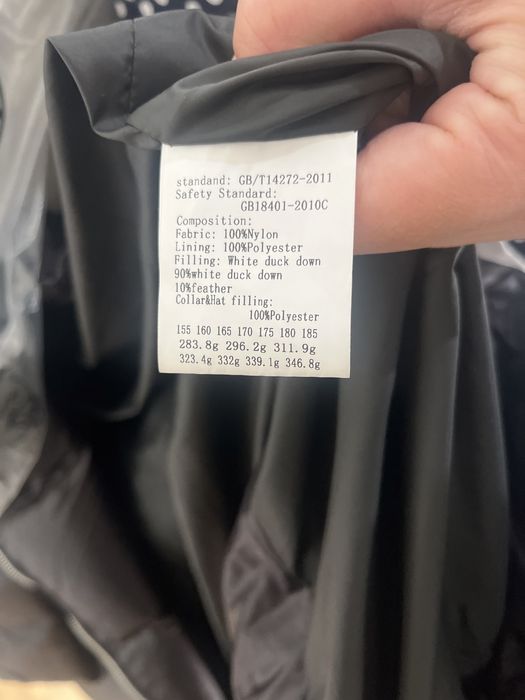 standand: GB/T14272-2011
Safety Standard:
GB18401-2010C
Composition:
Fabric: 100%Nylon
Lining: 100%Polyester
Filling: White duck down
90%white duck down
10%feather
Collar&Hat filling:
100%Polyester
155 160 165 170 175 180 185
283.8g 296.2g 311.9g
323.4g 332g 339.1g 346.8g